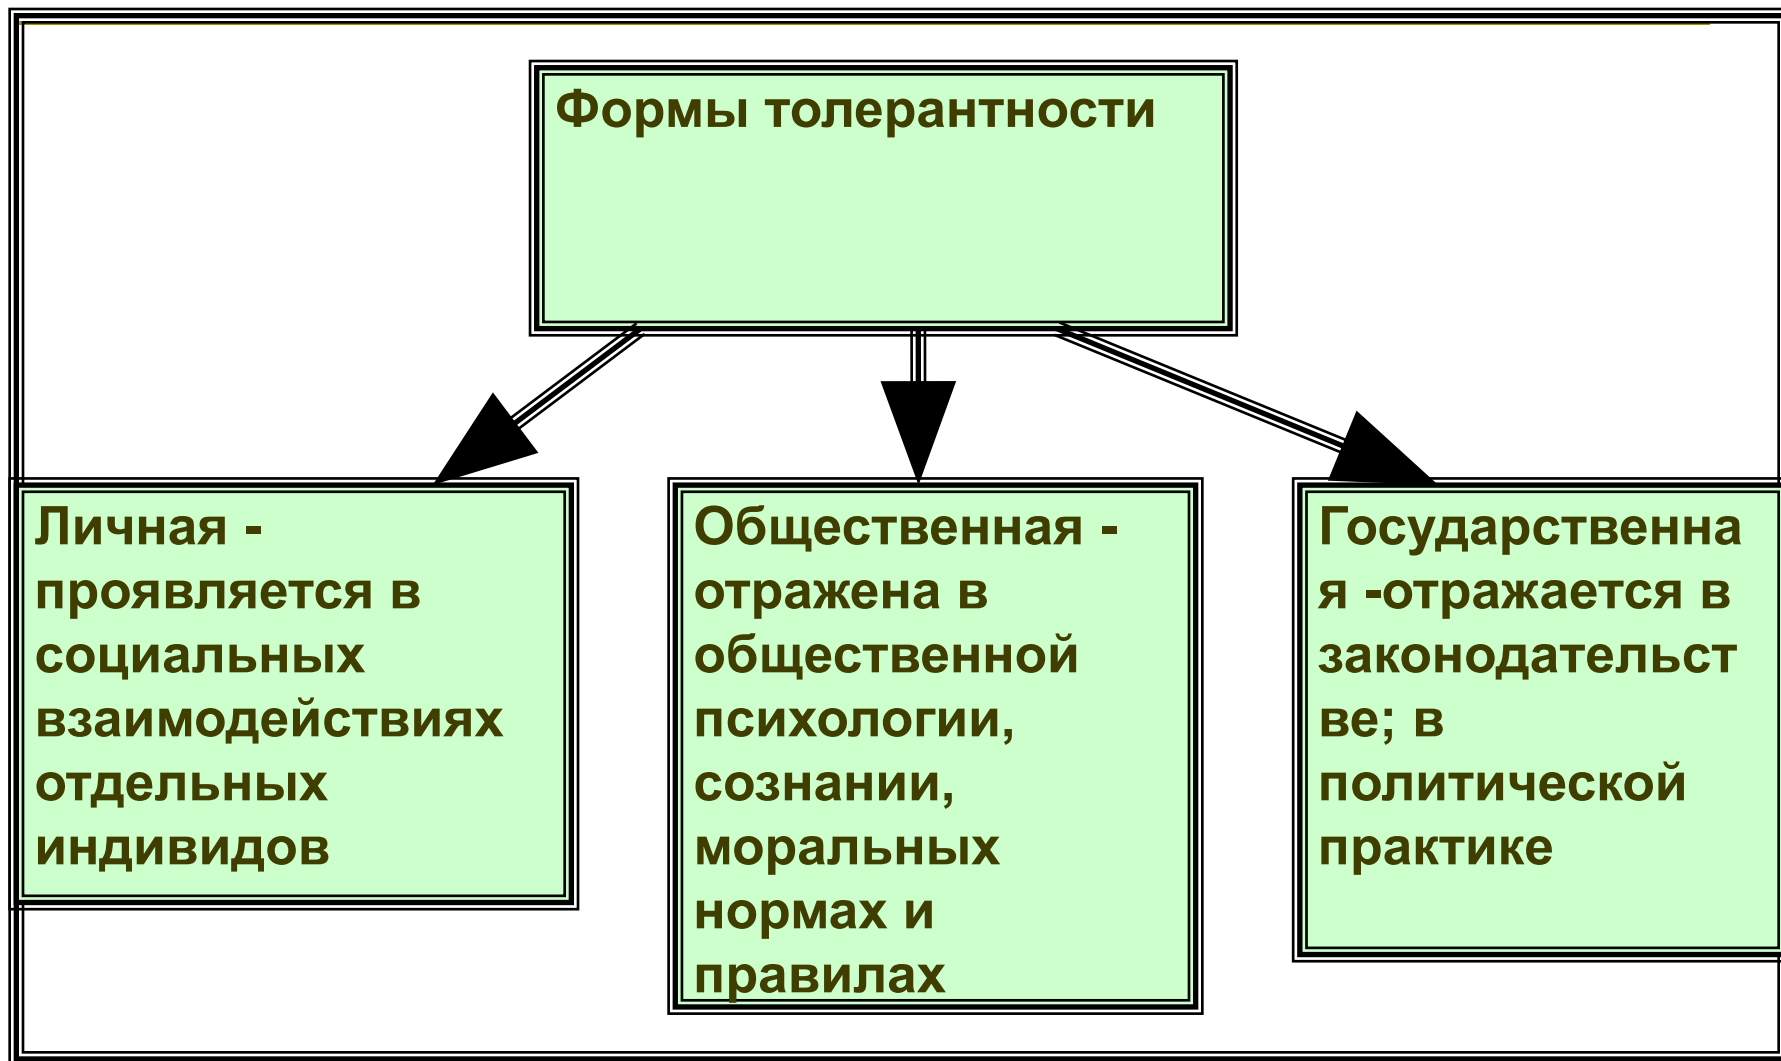 Формы толерантности
Личная -
проявляется в
социальных
взаимодействиях
отдельных
индивидов
Общественная -
отражена в
общественной
психологии,
сознании,
моральных
нормах и
правилах
Государственна
я -отражается в
законодательст
ве; в
политической
практике